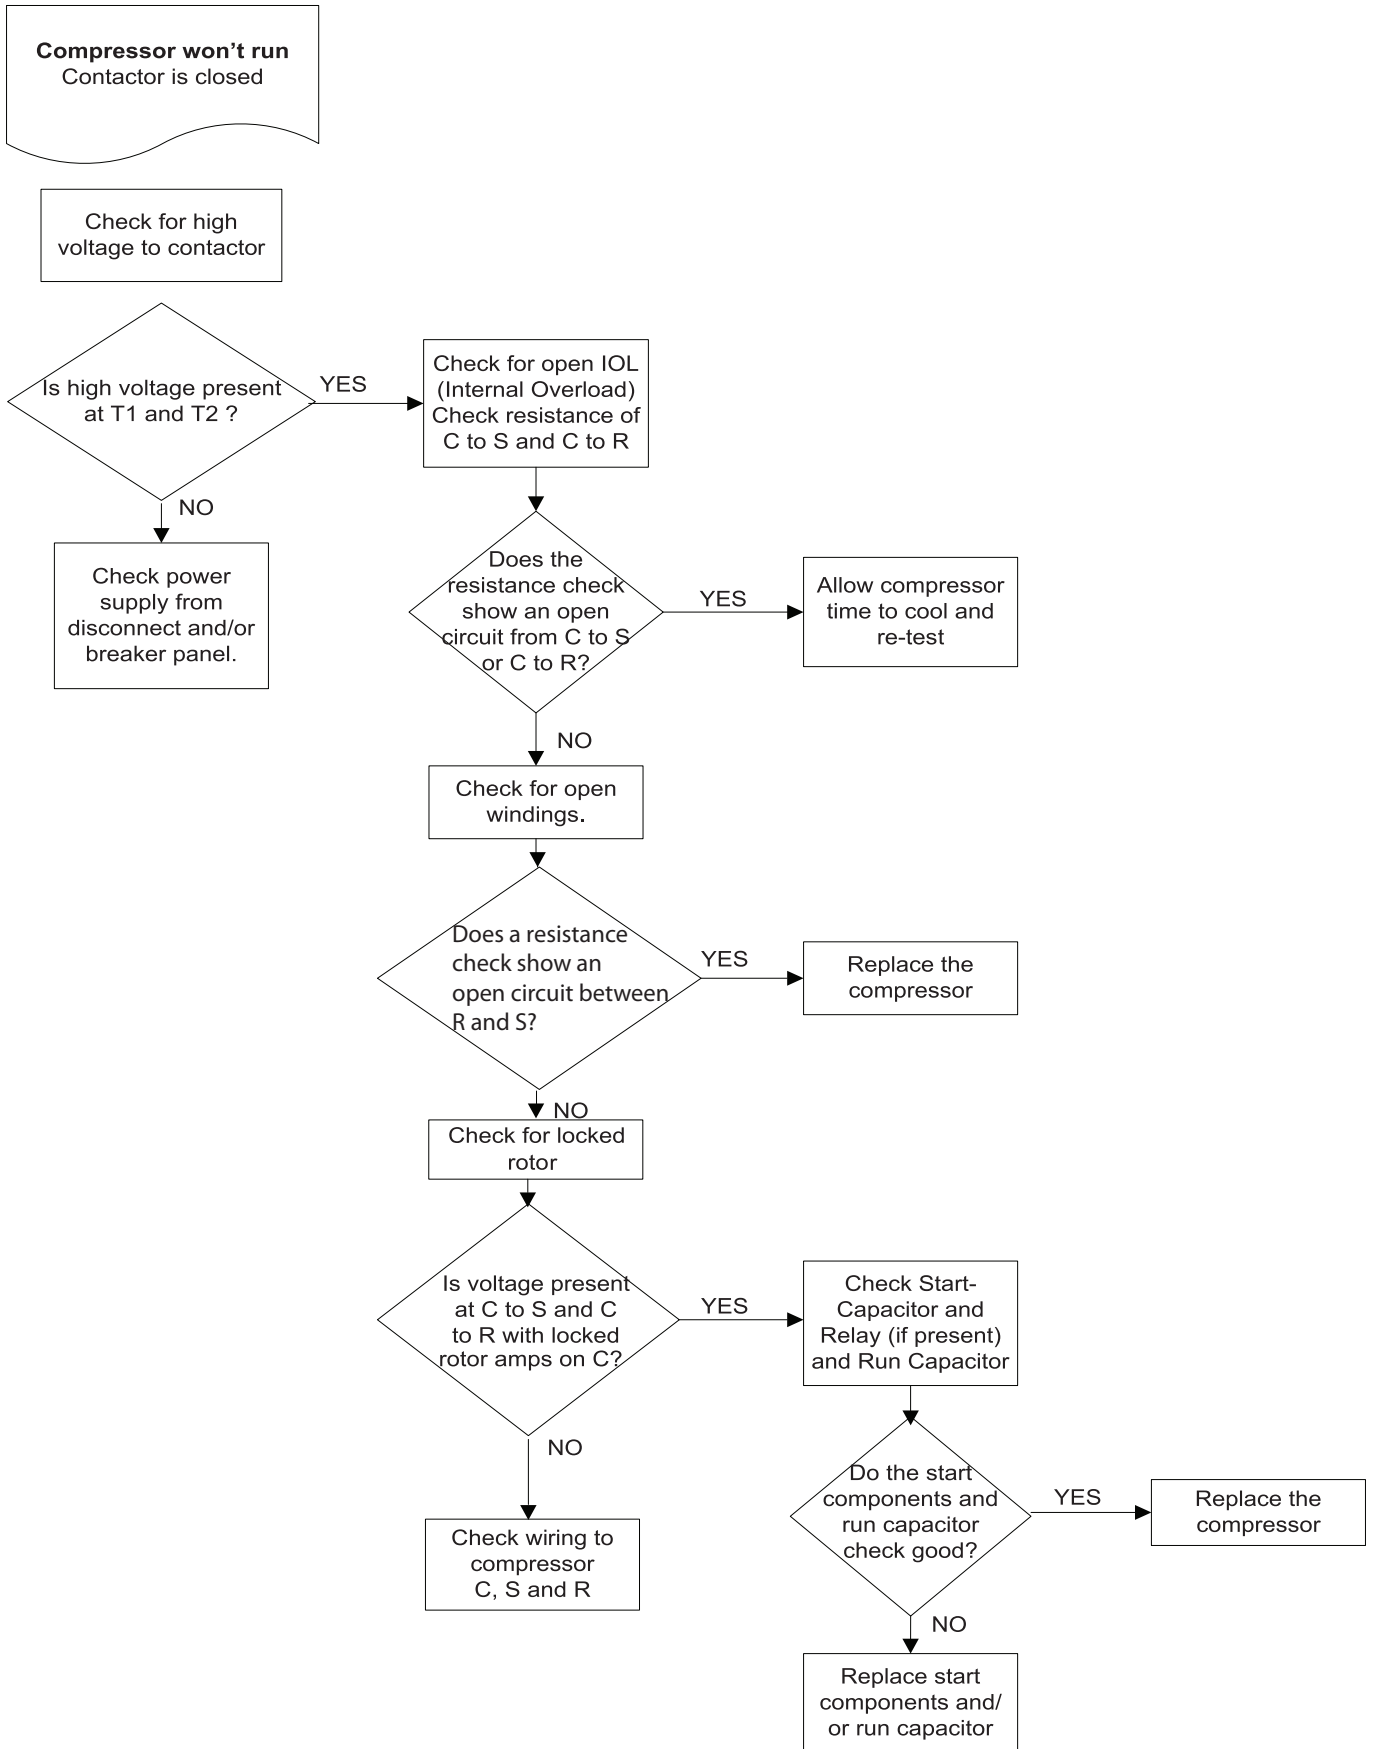 Compressor won't run
Contactor is closed
Check for high
voltage to contactor
Is high voltage present
at T1 and T2 ?
YES
NO
Check power
supply from
disconnect and/or
breaker panel.
Check for open IOL
(Internal Overload)
Check resistance of
C to S and C to R
Does the
resistance check
show an open
circuit from C to S
or C to R?
YES
Allow compressor
time to cool and
re-test
NO
Check for open
windings.
Does a resistance
check show an
open circuit between
R and S?
YES
Replace the
compressor
NO
Check for locked
rotor
Is voltage present
at C to S and C
to R with locked
rotor amps on C?
YES
NO
Check wiring to
compressor
C, S and R
Check Start-
Capacitor and
Relay (if present)
and Run Capacitor
Do the start
components and
run capacitor
check good?
YES
Replace the
compressor
NO
Replace start
components and/
or run capacitor